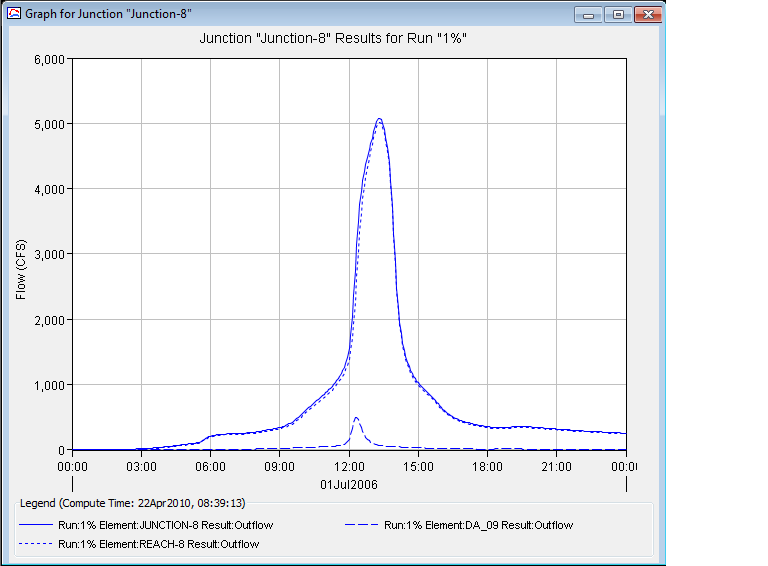 Graph for Junction "Junction-8"
Junction "Junction-8" Results for Run "1%"
6,000
5,000
4,000
3,000
2,000
1,000
0
Flow (CFS)
00:00 03:00 06:00 09:00 12:00 15:00 18:00 21:00 00:0
01Jul2006
Legend (Compute Time: 22Apr2010, 08:39:13)
Run:1% Element:JUNCTION-8 Result:Outflow
Run:1% Element:DA_09 Result:Outflow
Run:1% Element:REACH-8 Result:Outflow